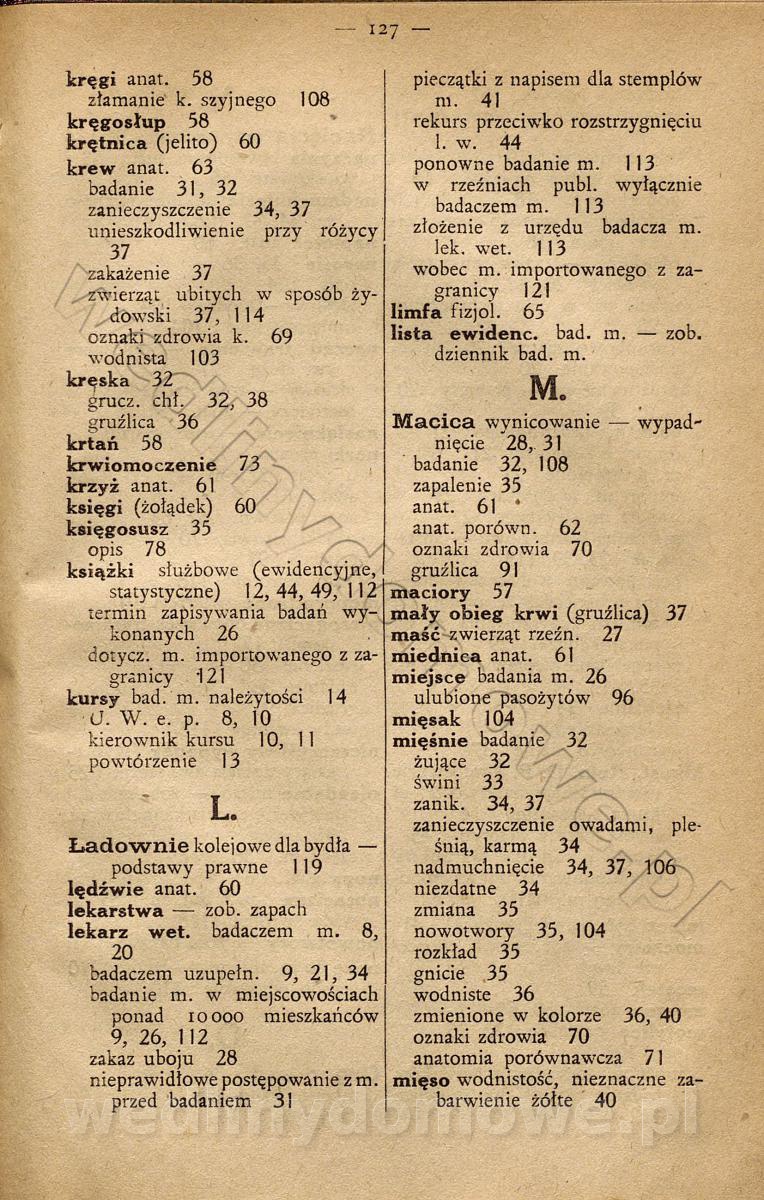 — 127 —
kręgi anat. 58
złamanie k. szyjnego 108
kręgosłup 58
krętnica (jelito) 60
krew anat. 63
badanie 31, 32
zanieczyszczenie 34, 37
unieszkodliwienie przy różycy
37
zakażenie 37
zwierząt ubitych w sposób ży-
dowski 37, 114
oznaki zdrowia k. 69
wodnista 103
kręska 32
grucz. chł. 32, 38
gruźlica 36
krtań 58
krwiomoczenie 73
krzyż anat. 61
księgi (żołądek) 60
księgosusz 35
opis 78
książki służbowe (ewidencyjne,
statystyczne) 12, 44, 49, 112
termin zapisywania badań wy-
konanych 26
dotycz. m. importowanego z za-
granicy 121
kursy bad. m. należytości 14
U. W. e. p. 8, 10
kierownik kursu 10, 11
powtórzenie 13
L.
Ładownie kolejowe dla bydła —
podstawy prawne 119
lędźwie anat. 60
lekarstwa — zob. zapach
lekarz wet. badaczem m. 8,
20
badaczem uzupełn. 9, 21, 34
badanie m. w miejscowościach
ponad 10000 mieszkańców
9, 26, 112
zakaz uboju 28
nieprawidłowe postępowanie z m.
przed badaniem 31
pieczątki z napisem dla stemplów
m. 41
rekurs przeciwko rozstrzygnięciu
l. w. 44
ponowne badanie m. 113
w rzeźniach publ. wyłącznie
badaczem m. 113
złożenie z urzędu badacza m.
lek. wet. 113
wobec m. importowanego z za-
granicy 121
limfa fizjol. 65
lista ewidenc. bad. m. — zob.
dziennik bad. m.
M.
Macica wynicowanie — wypad-
nięcie 28, 31
badanie 32, 108
zapalenie 35
anat. 61
anat. porówn. 62
oznaki zdrowia 70
gruźlica 91
maciory 57
mały obieg krwi (gruźlica) 37
maść zwierząt rzeźn. 27
miednica anat. 61
miejsce badania m. 26
ulubione pasożytów 96
mięsak 104
mięśnie badanie 32
żujące 32
świni 33
zanik. 34, 37
zanieczyszczenie owadami, ple-
śnią, karmą 34
nadmuchnięcie 34, 37, 106
niezdatne 34
zmiana 35
nowotwory 35, 104
rozkład 35
gnicie 35
wodniste 36
zmienione w kolorze 36, 40
oznaki zdrowia 70
anatomia porównawcza 71
mięso wodnistość, nieznaczne za-
barwienie żółte 40
wedlinydomowe.pl
wedlinydomowe.pl